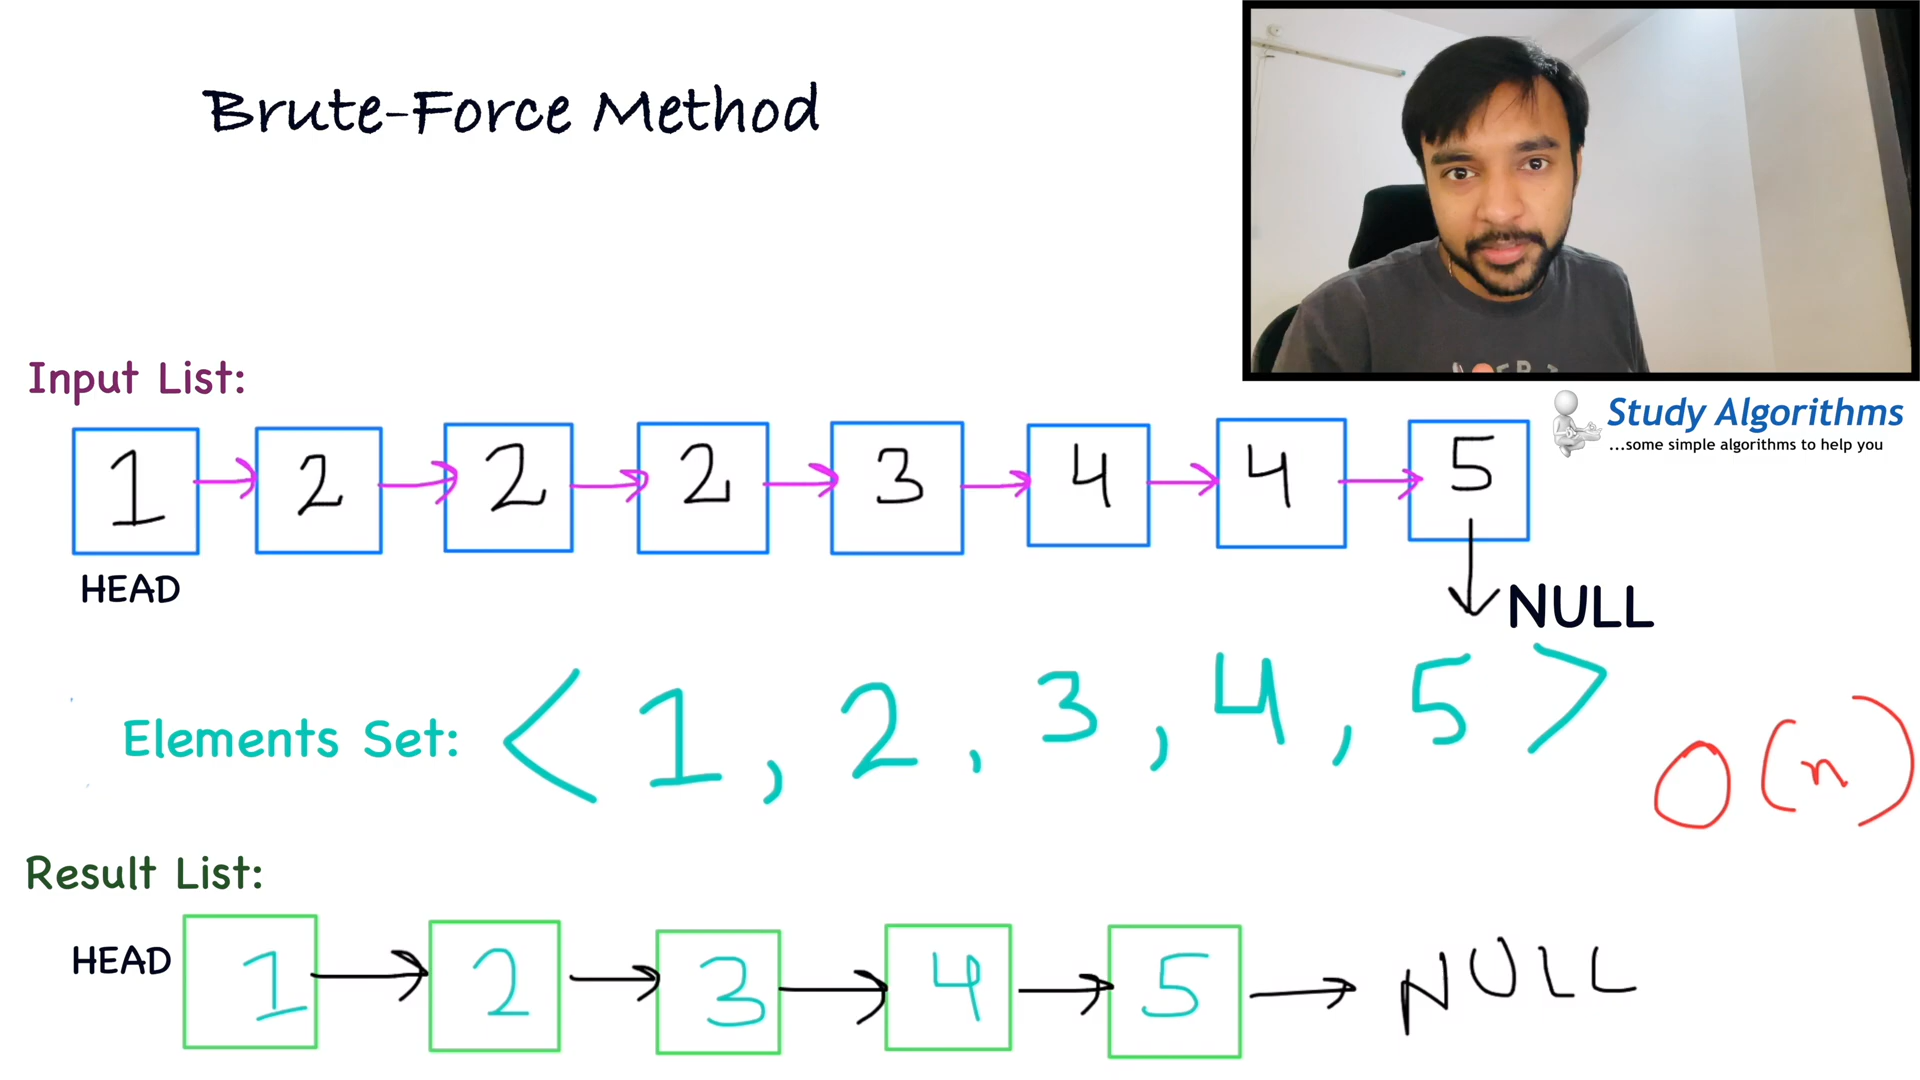 Brute-Force Method
Input List:
Study Algorithms
...some simple algorithms to help you
1 2 2 2 3 4 4 5
HEAD
NULL
Elements Set: < 1, 2, 3, 4, 5 >
O(n)
Result List:
HEAD 1 2 3 4 5 NULL